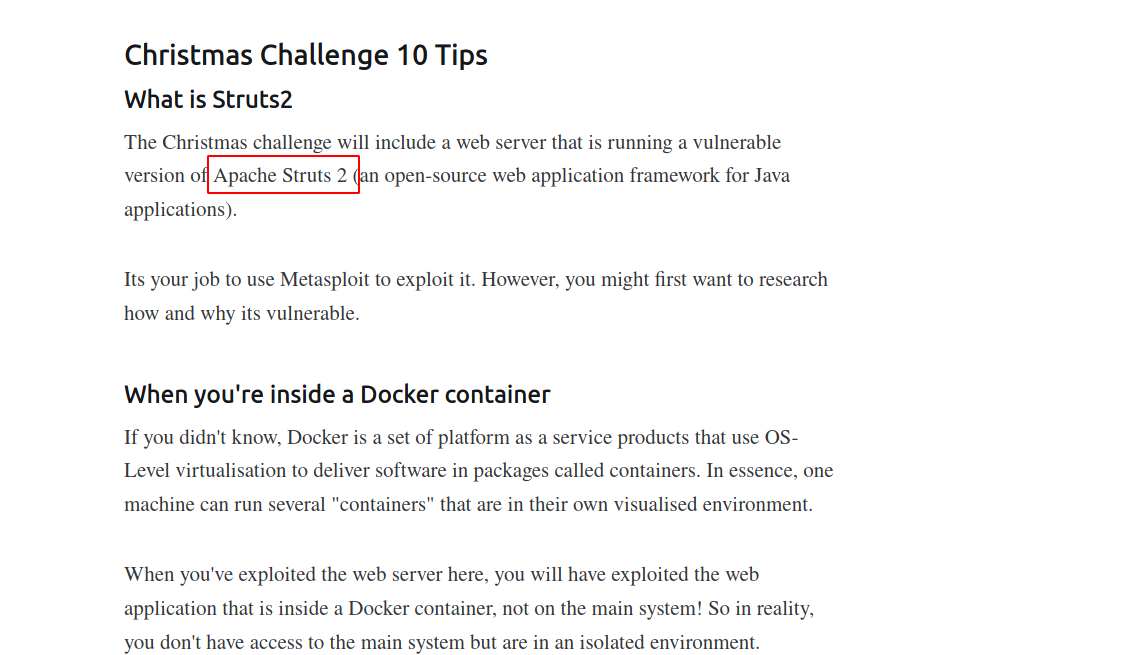 Christmas Challenge 10 Tips
What is Struts2
The Christmas challenge will include a web server that is running a vulnerable
version of Apache Struts 2 (an open-source web application framework for Java
applications).
Its your job to use Metasploit to exploit it. However, you might first want to research
how and why its vulnerable.
When you're inside a Docker container
If you didn't know, Docker is a set of platform as a service products that use OS-
Level virtualisation to deliver software in packages called containers. In essence, one
machine can run several "containers" that are in their own visualised environment.
When you've exploited the web server here, you will have exploited the web
application that is inside a Docker container, not on the main system! So in reality,
you don't have access to the main system but are in an isolated environment.